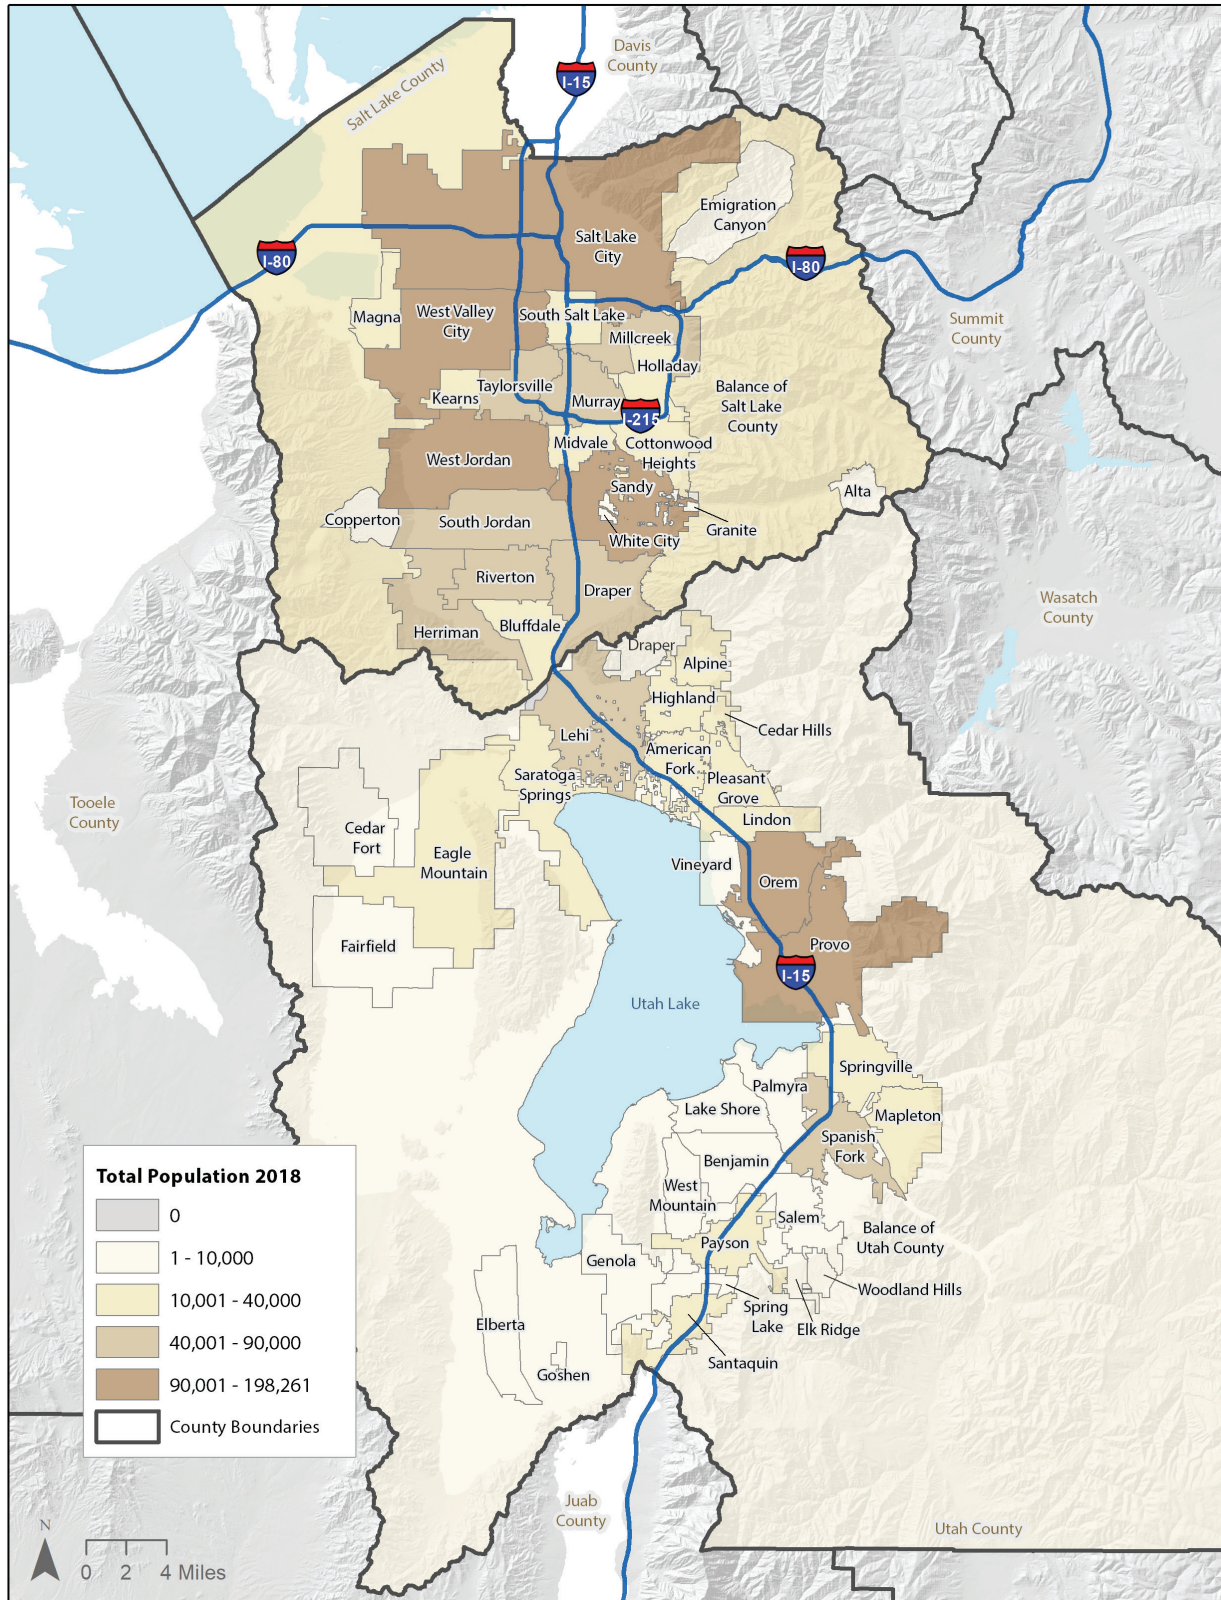 Davis
County
I-15
Salt Lake County
Emigration
Canyon
Salt Lake
City
I-80
I-80
Magna
West Valley
City
South Salt Lake
Millcreek
Summit
County
Holladay
Taylorsville
Kearns
Murray
I-215
Balance of
Salt Lake
County
Midvale
Cottonwood
Heights
West Jordan
Sandy
Alta
Copperton
South Jordan
Granite
White City
Riverton
Draper
Wasatch
County
Bluffdale
Herriman
Draper
Alpine
Highland
Cedar Hills
Lehi
American
Fork
Saratoga
Springs
Pleasant
Grove
Tooele
County
Lindon
Cedar
Fort
Eagle
Mountain
Vineyard
Orem
Fairfield
Provo
I-15
Utah Lake
Springville
Palmyra
Lake Shore
Mapleton
Spanish
Fork
Benjamin
West
Mountain
Salem
Balance of
Utah County
Payson
Genola
Woodland Hills
Spring
Lake
Elk Ridge
Elberta
Santaquin
Goshen
Total Population 2018
0
1 - 10,000
10,001 - 40,000
40,001 - 90,000
90,001 - 198,261
County Boundaries
Juab
County
Utah County
N
0 2 4 Miles